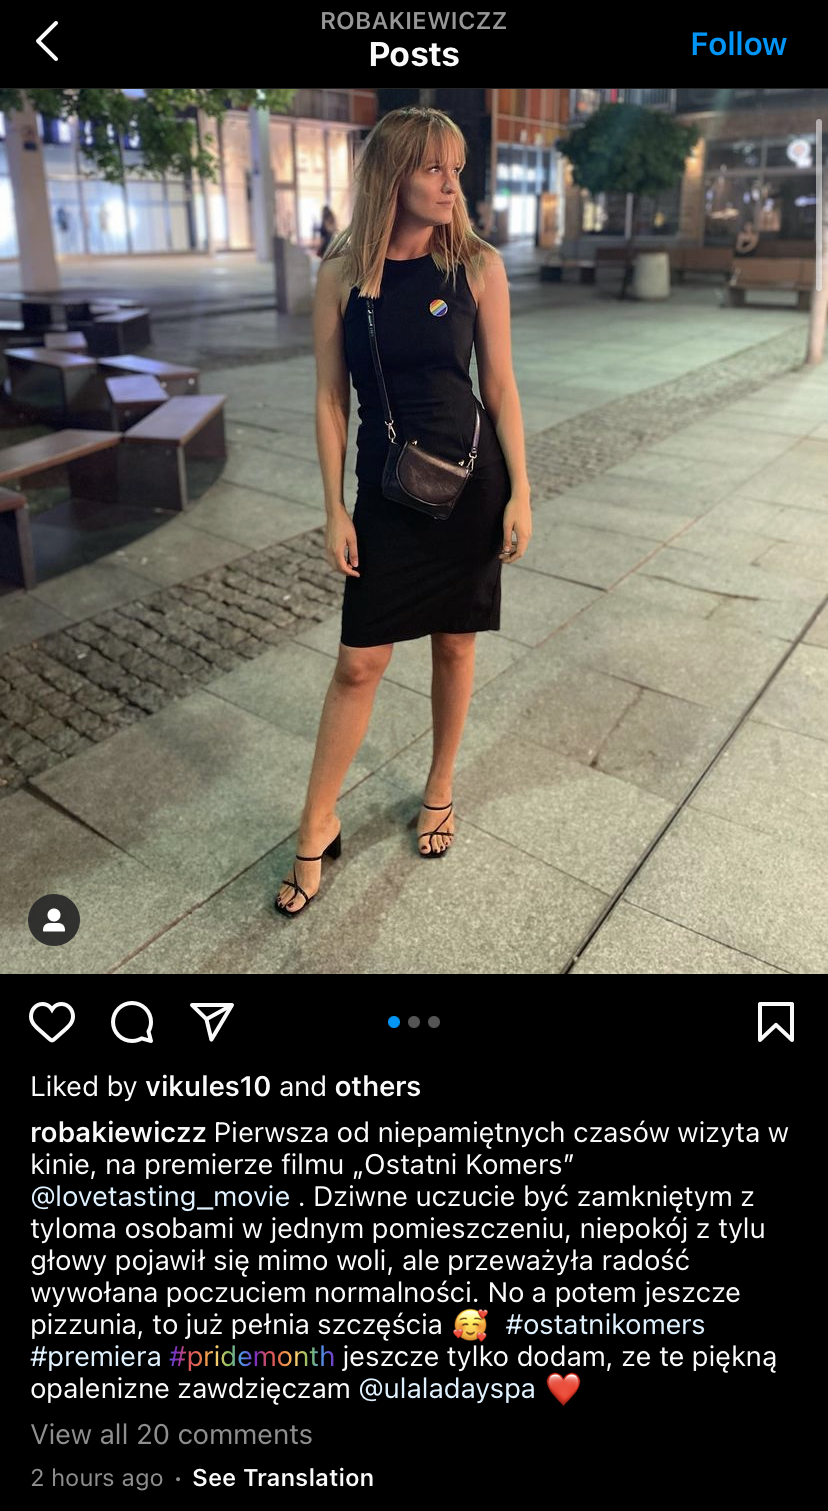 ROBAKIEWICZZ
Posts
Follow
Liked by vikules10 and others
robakiewiczz Pierwsza od niepamiętnych czasów wizyta w
kinie, na premierze filmu „Ostatni Komers”
@lovetasting_movie . Dziwne uczucie być zamkniętym z
tyloma osobami w jednym pomieszczeniu, niepokój z tylu
głowy pojawił się mimo woli, ale przeważyła radość
wywołana poczuciem normalności. No a potem jeszcze
pizzunia, to już pełnia szczęścia 🥰 #ostatnikomers
#premiera #pridemonth jeszcze tylko dodam, ze te piękną
opalenizne zawdzięczam @ulaladayspa ❤️
View all 20 comments
2 hours ago · See Translation